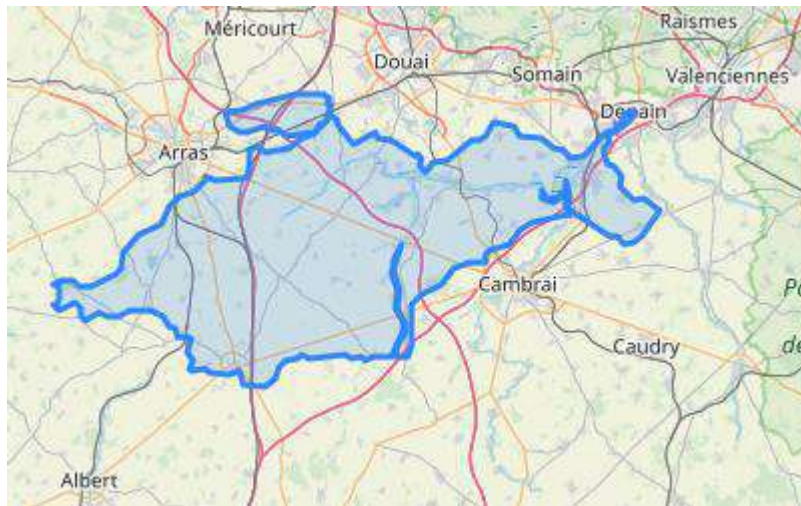 Méricourt
Raismes
Douai
Somain
Valenciennes
Denain
Arras
Cambrai
Caudry
Albert